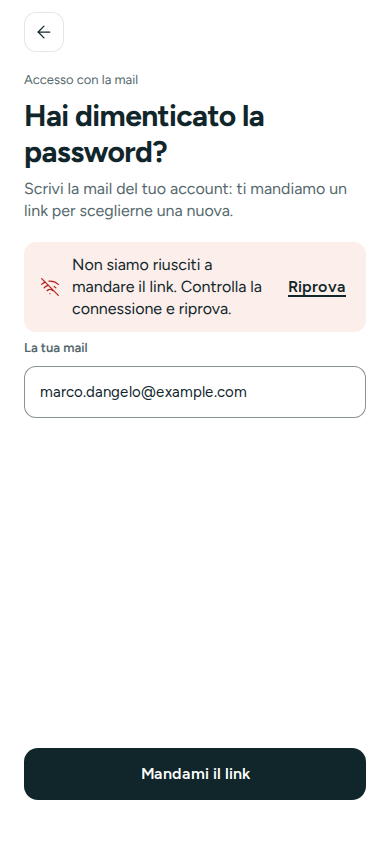 Accesso con la mail
Hai dimenticato la
password?
Scrivi la mail del tuo account: ti mandiamo un
link per sceglierne una nuova.
Non siamo riusciti a
mandare il link. Controlla la
connessione e riprova.
Riprova
La tua mail
marco.dangelo@example.com
Mandami il link